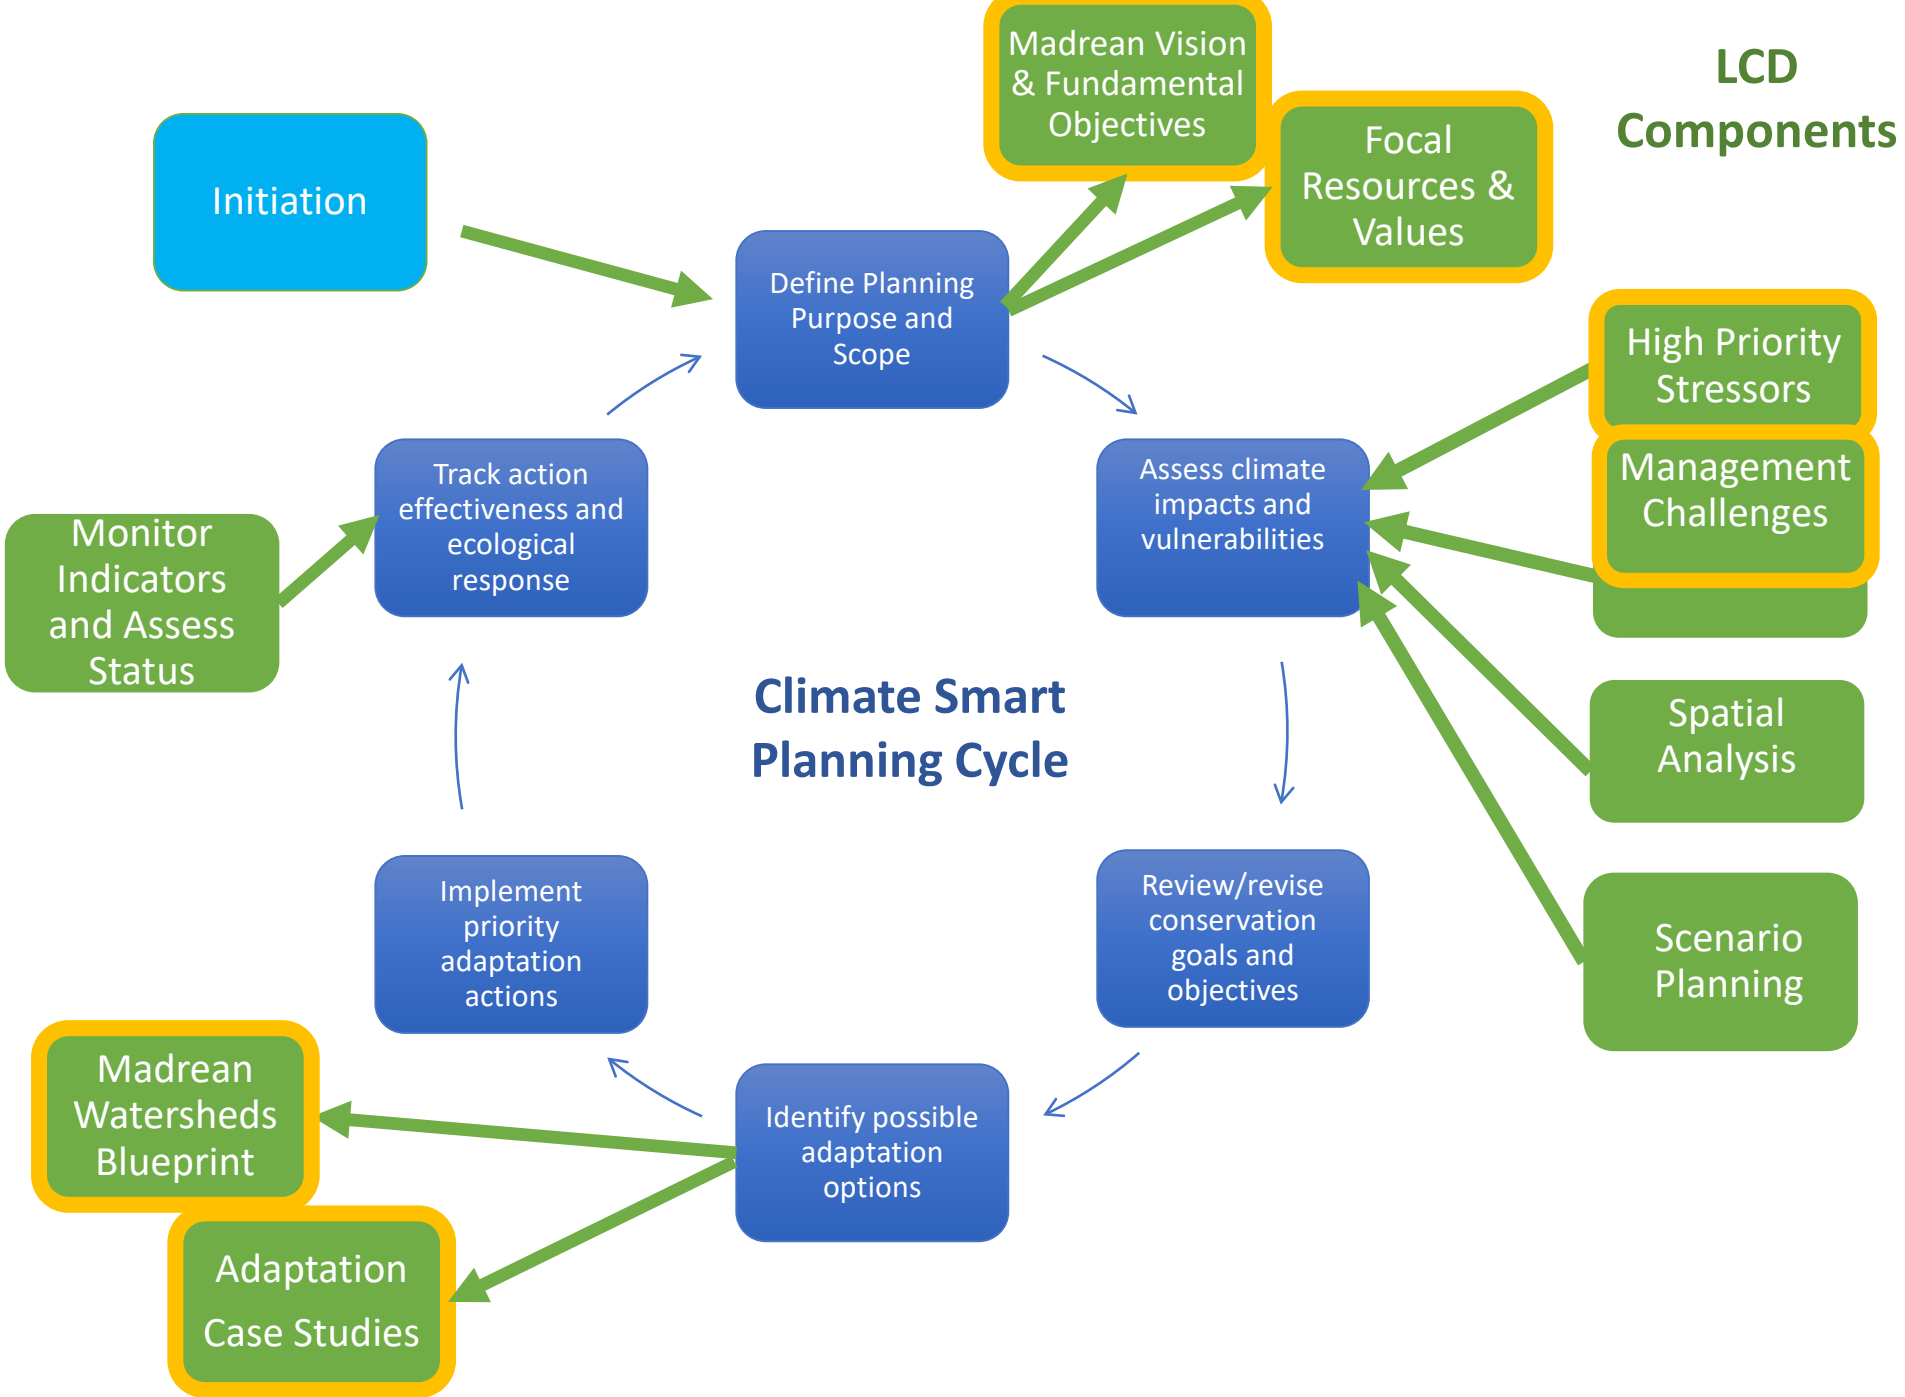 Madrean Vision
& Fundamental
Objectives
LCD
Components
Focal
Resources &
Values
Initiation
Define Planning
Purpose and
Scope
High Priority
Stressors
Management
Challenges
Track action
effectiveness and
ecological
response
Assess climate
impacts and
vulnerabilities
Monitor
Indicators
and Assess
Status
Climate Smart
Planning Cycle
Spatial
Analysis
Implement
priority
adaptation
actions
Review/revise
conservation
goals and
objectives
Scenario
Planning
Madrean
Watersheds
Blueprint
Identify possible
adaptation
options
Adaptation
Case Studies